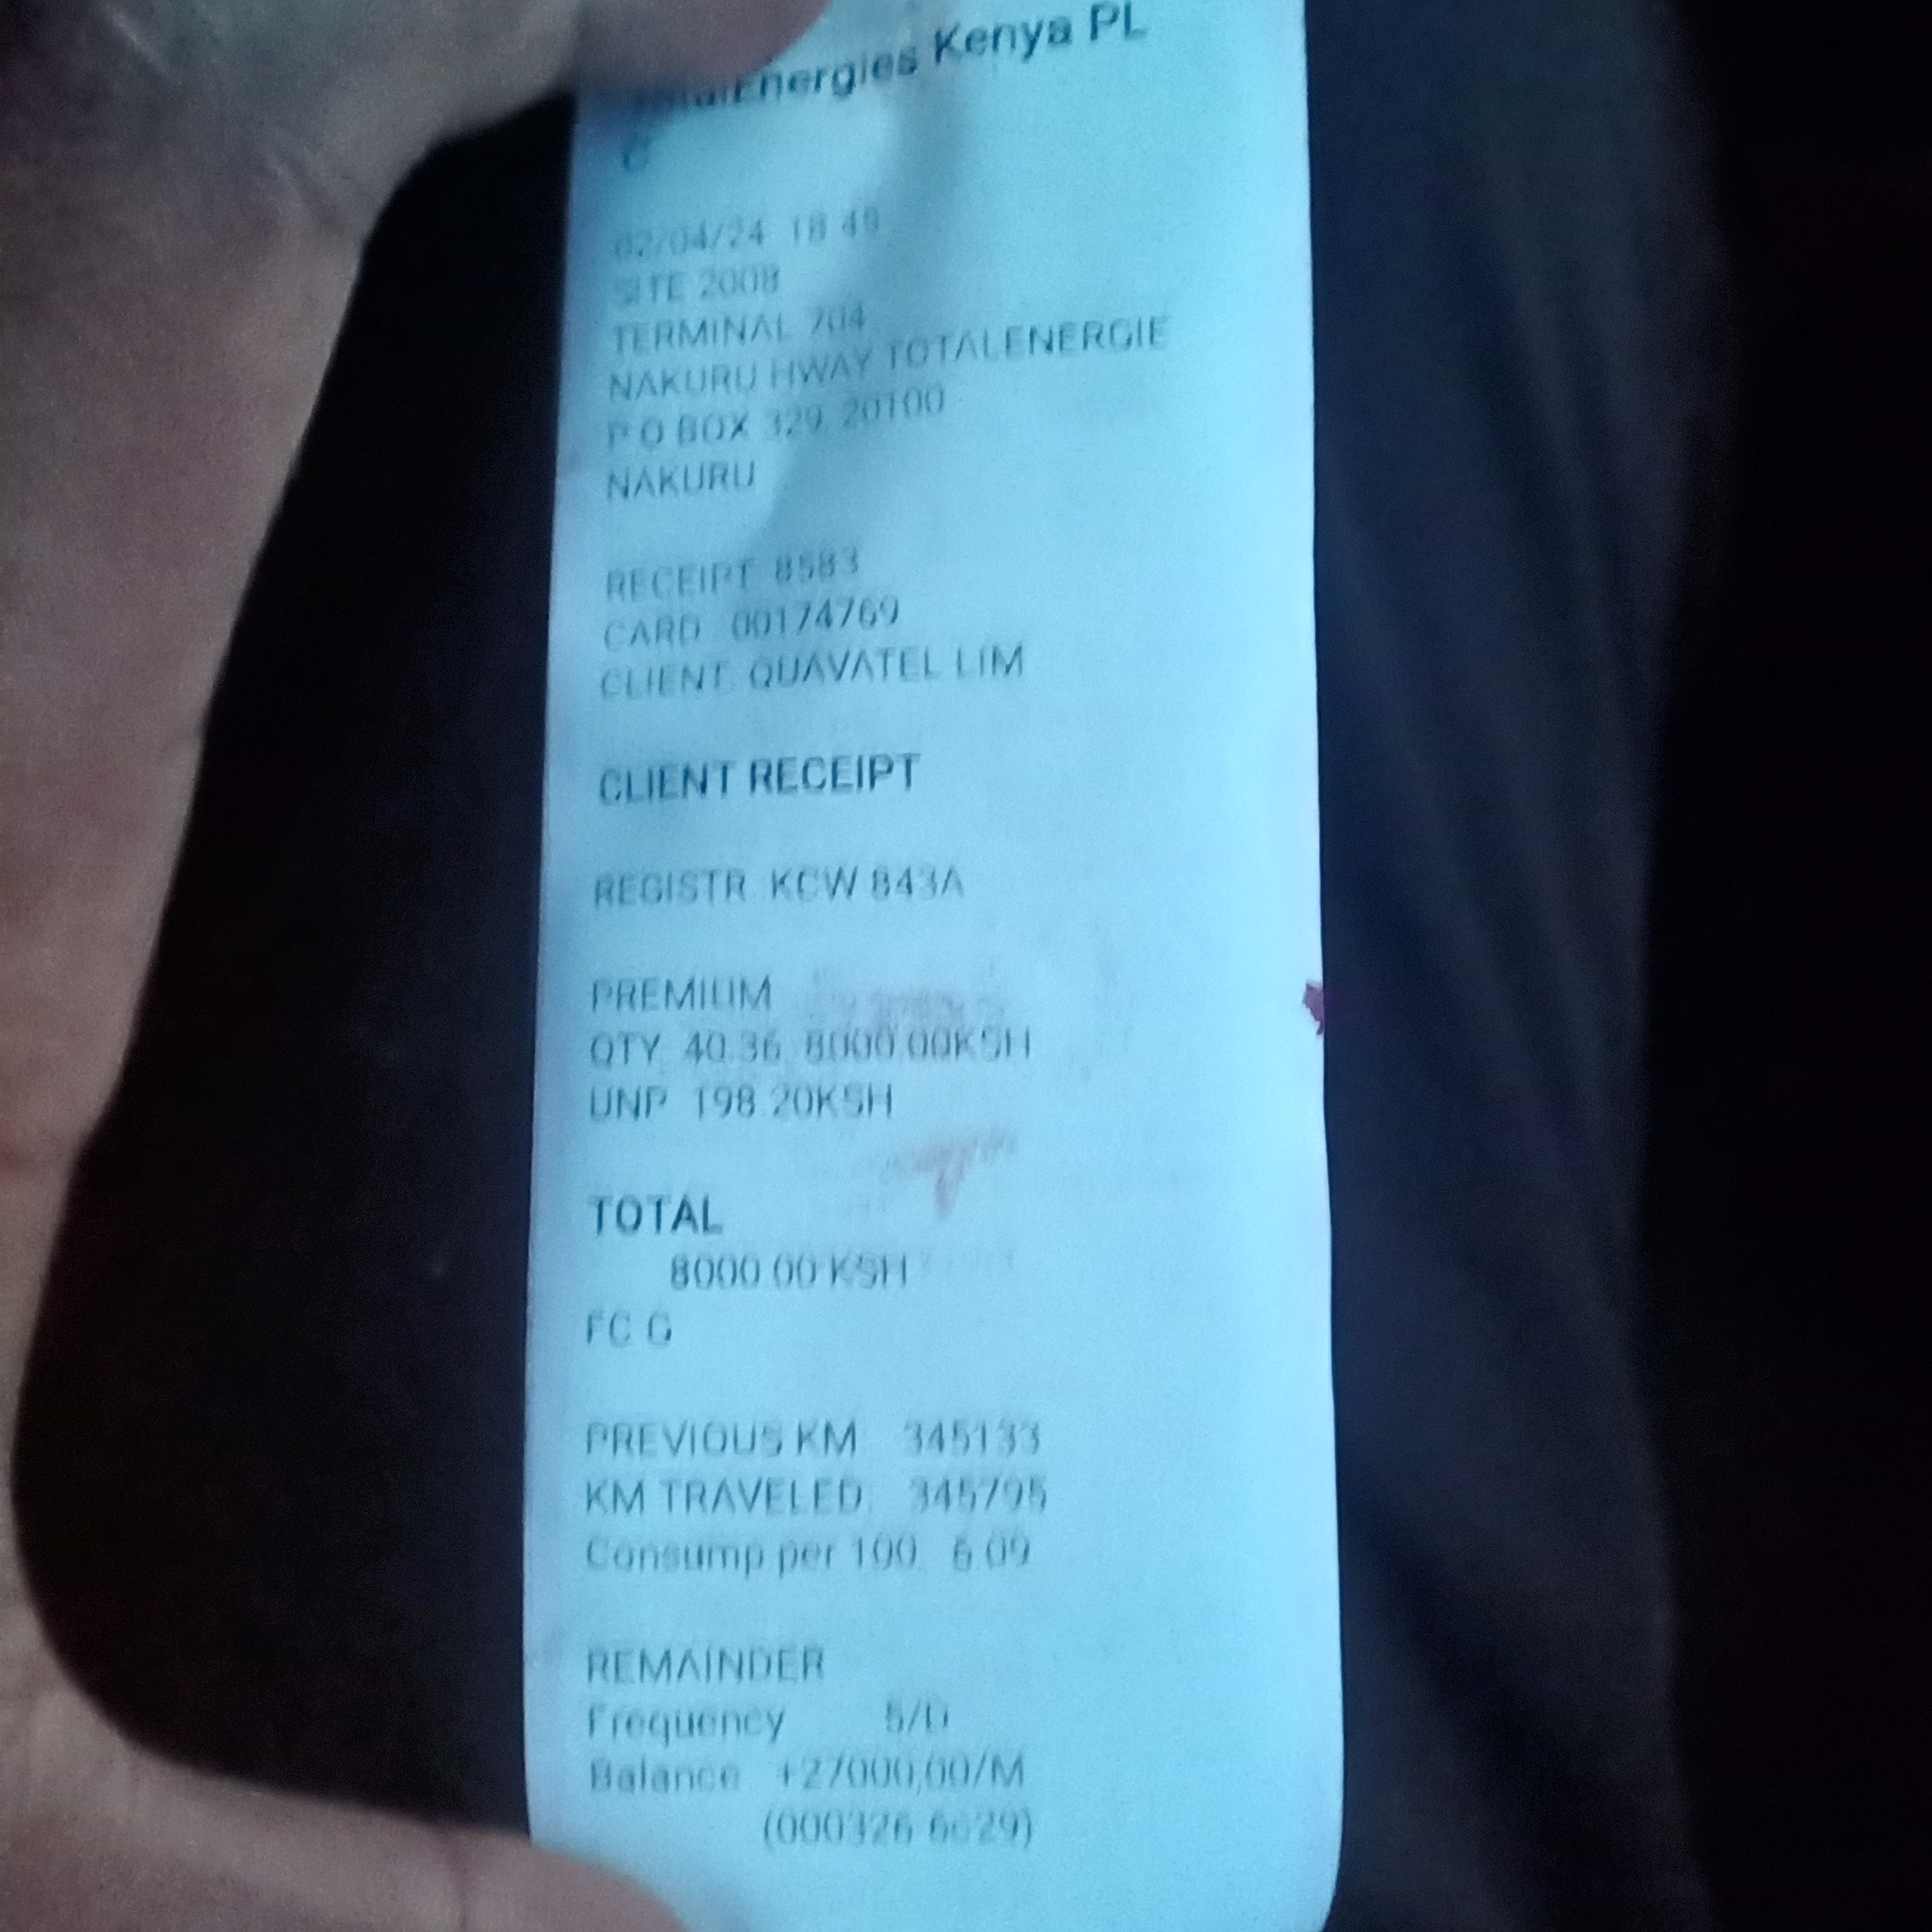 TotalEnergies Kenya PL
C
02/04/24 18 45
SITE 2008
TERMINAL 704
NAKURU HWAY TOTALENERGIE
P O BOX 329, 20100
NAKURU
RECEIPT 8583
CARD 00174769
CLIENT: QUAVATEL LIM
CLIENT RECEIPT
REGISTR. KCW 843A
PREMIUM
QTY 40.36 8000.00KSH
UNP 198.20KSH
TOTAL
8000.00 KSH
FC G
PREVIOUS KM 345133
KM TRAVELED: 345795
Consump per 100. 6.09
REMAINDER
Frequency 5/D
Balance +27000,00/M
(000326